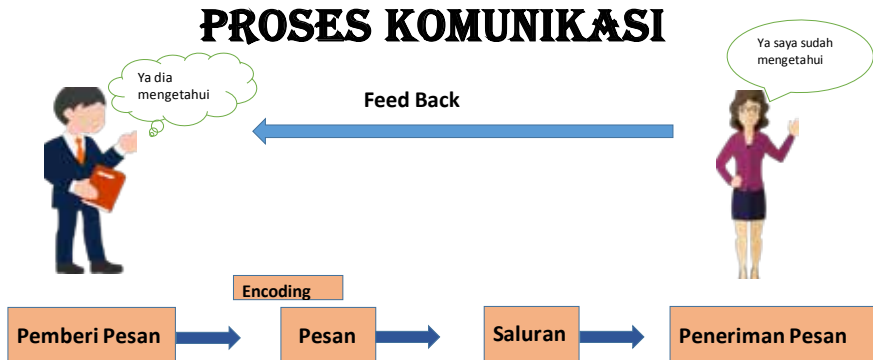 PROSES KOMUNIKASI
Ya dia
mengetahui
Ya saya sudah
mengetahui
Feed Back
Encoding
Pemberi Pesan
Pesan
Saluran
Peneriman Pesan